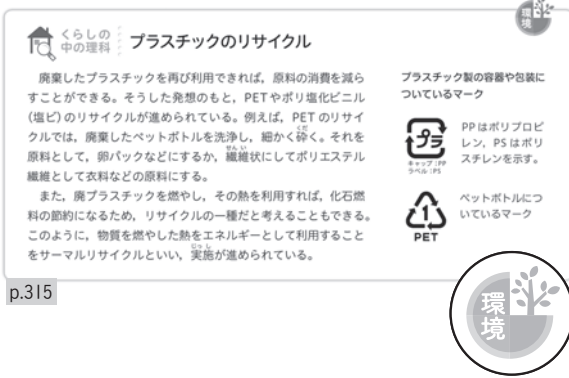 環境
くらしの
中の理科
プラスチックのリサイクル
廃棄したプラスチックを再び利用できれば，原料の消費を減ら
すことができる。そうした発想のもと，PETやポリ塩化ビニル
(塩ビ)のリサイクルが進められている。例えば，PETのリサイ
クルでは，廃棄したペットボトルを洗浄し，細かく砕く。それを
原料として，卵パックなどにするか，繊維状にしてポリエステル
繊維として衣料などの原料にする。
また，廃プラスチックを燃やし，その熱を利用すれば，化石燃
料の節約になるため，リサイクルの一種だと考えることもできる。
このように，物質を燃やした熱をエネルギーとして利用すること
をサーマルリサイクルといい，実施が進められている。
くだ
せんい
じっし
プラスチック製の容器や包装に
ついているマーク
プラ
キャップ：PP
ラベル：PS
PPはポリプロピ
レン，PSはポリ
スチレンを示す。
1
PET
ペットボトルにつ
いているマーク
p.315
環境